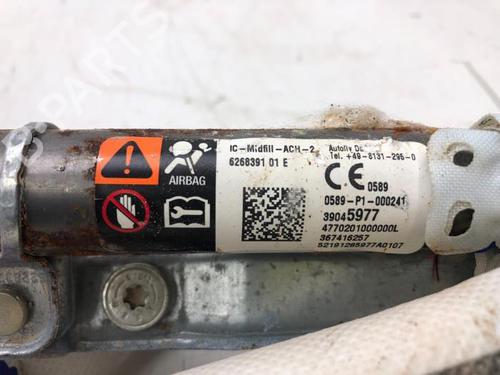 IC-Midfill-ACH-2
6268391 01 E
AIRBAG
Autoliv
Tel. +49-8131-295-0
CE 0589
0589-P1-000241
39045977
4770201000000L
367416257
52191285977A0107